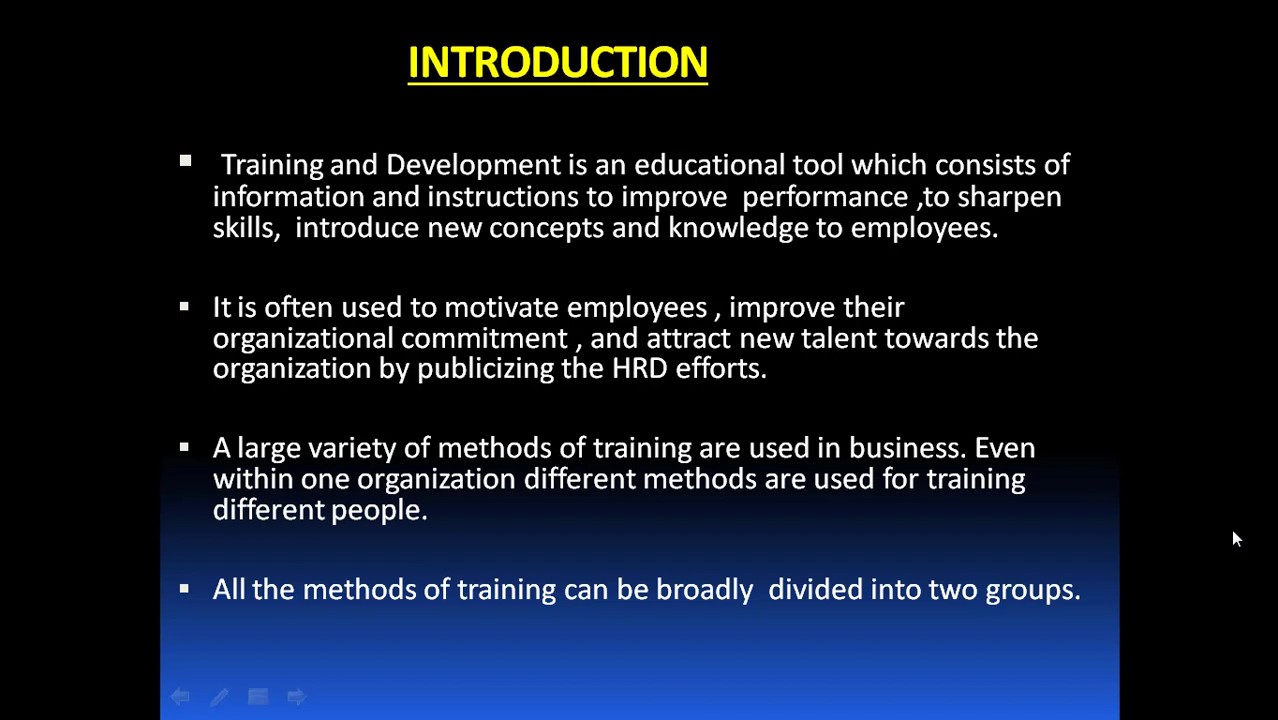 INTRODUCTION
▪ Training and Development is an educational tool which consists of
information and instructions to improve  performance ,to sharpen
skills,  introduce new concepts and knowledge to employees.
▪ It is often used to motivate employees , improve their
organizational commitment , and attract new talent towards the
organization by publicizing the HRD efforts.
▪ A large variety of methods of training are used in business. Even
within one organization different methods are used for training
different people.
▪ All the methods of training can be broadly  divided into two groups.